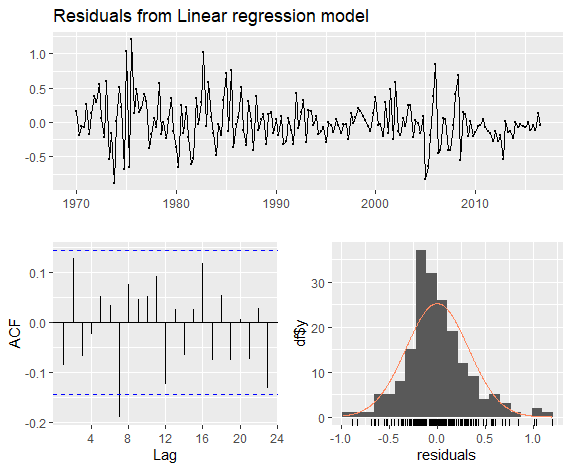 Residuals from Linear regression model
1.0
0.5
0.0
-0.5
1970 1980 1990 2000 2010
ACF
0.1
0.0
-0.1
-0.2
4 8 12 16 20 24
Lag
df$y
30
20
10
0
-1.0 -0.5 0.0 0.5 1.0
residuals